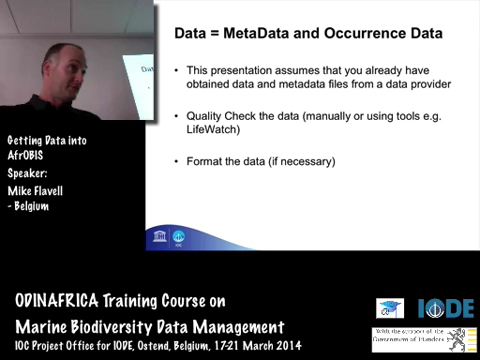 Data = MetaData and Occurrence Data
• This presentation assumes that you already have
obtained data and metadata files from a data provider
• Quality Check the data (manually or using tools e.g.
LifeWatch)
• Format the data (if necessary)
Getting Data into
AfrOBIS
Speaker:
Mike Flavell
- Belgium
ODINAFRICA Training Course on
Marine Biodiversity Data Management
IOC Project Office for IODE, Ostend, Belgium, 17-21 March 2014
IODE
With the support of the
Government of Flanders